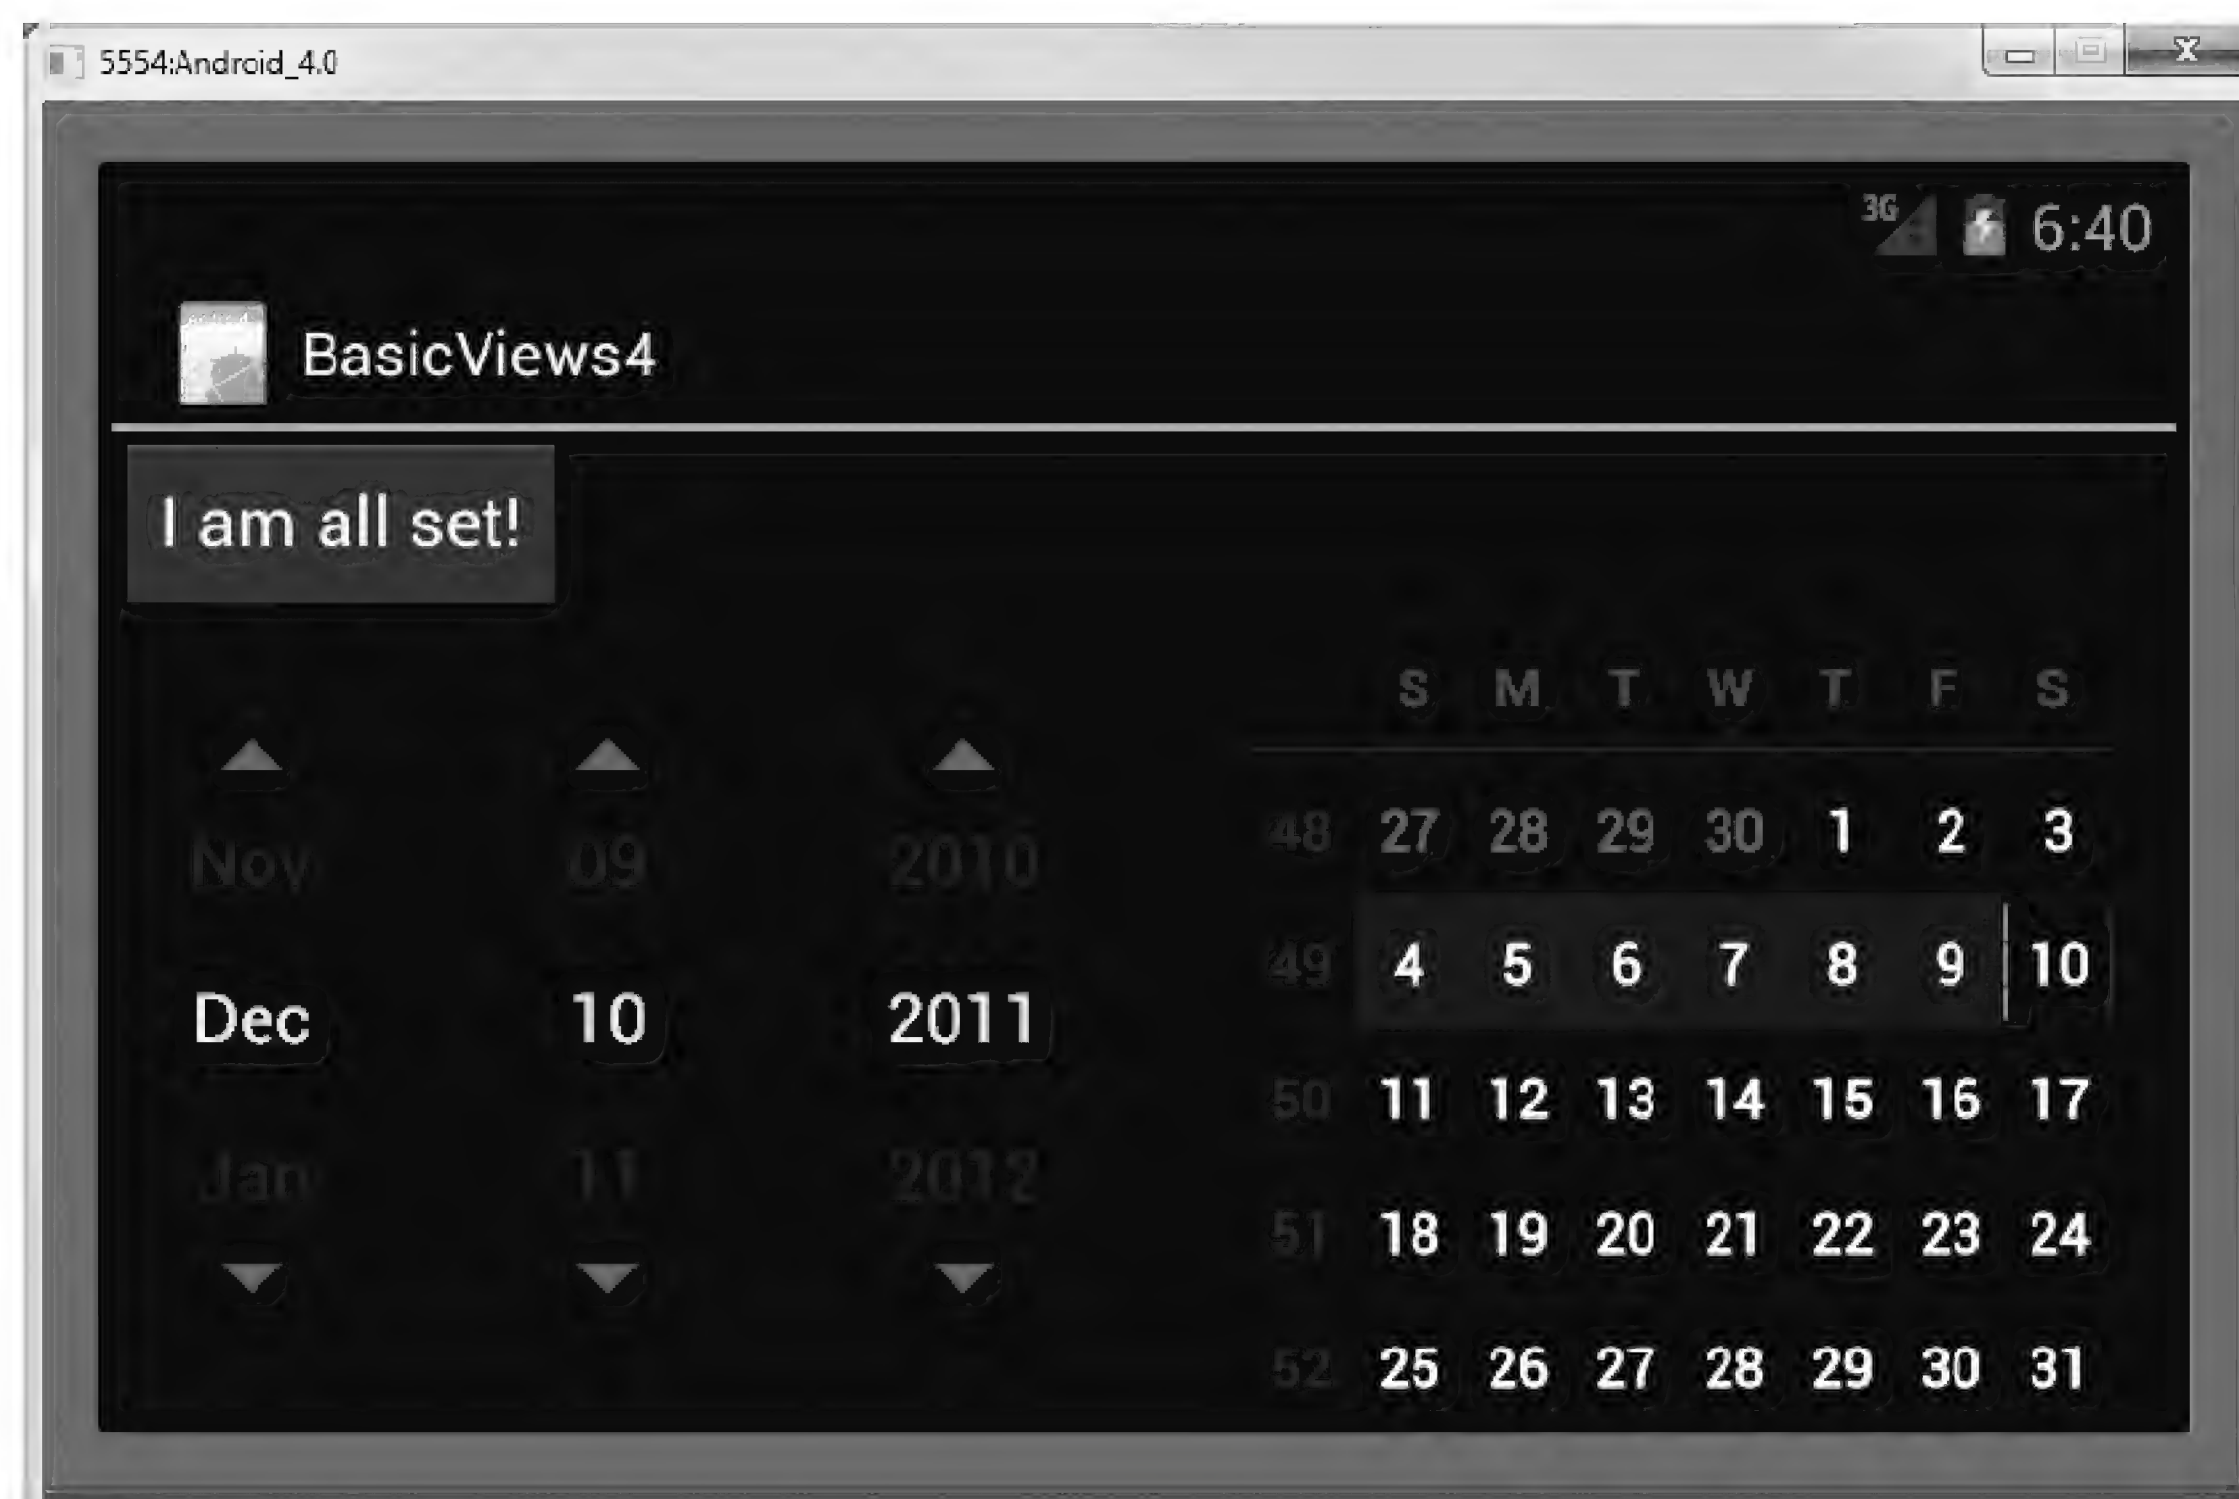 5554:Android_4.0
3G 6:40
BasicViews4
I am all set!
S M T W T F S
Nov 09 2010
Dec 10 2011
Jan 11 2012
48 27 28 29 30 1 2 3
49 4 5 6 7 8 9 10
50 11 12 13 14 15 16 17
51 18 19 20 21 22 23 24
52 25 26 27 28 29 30 31